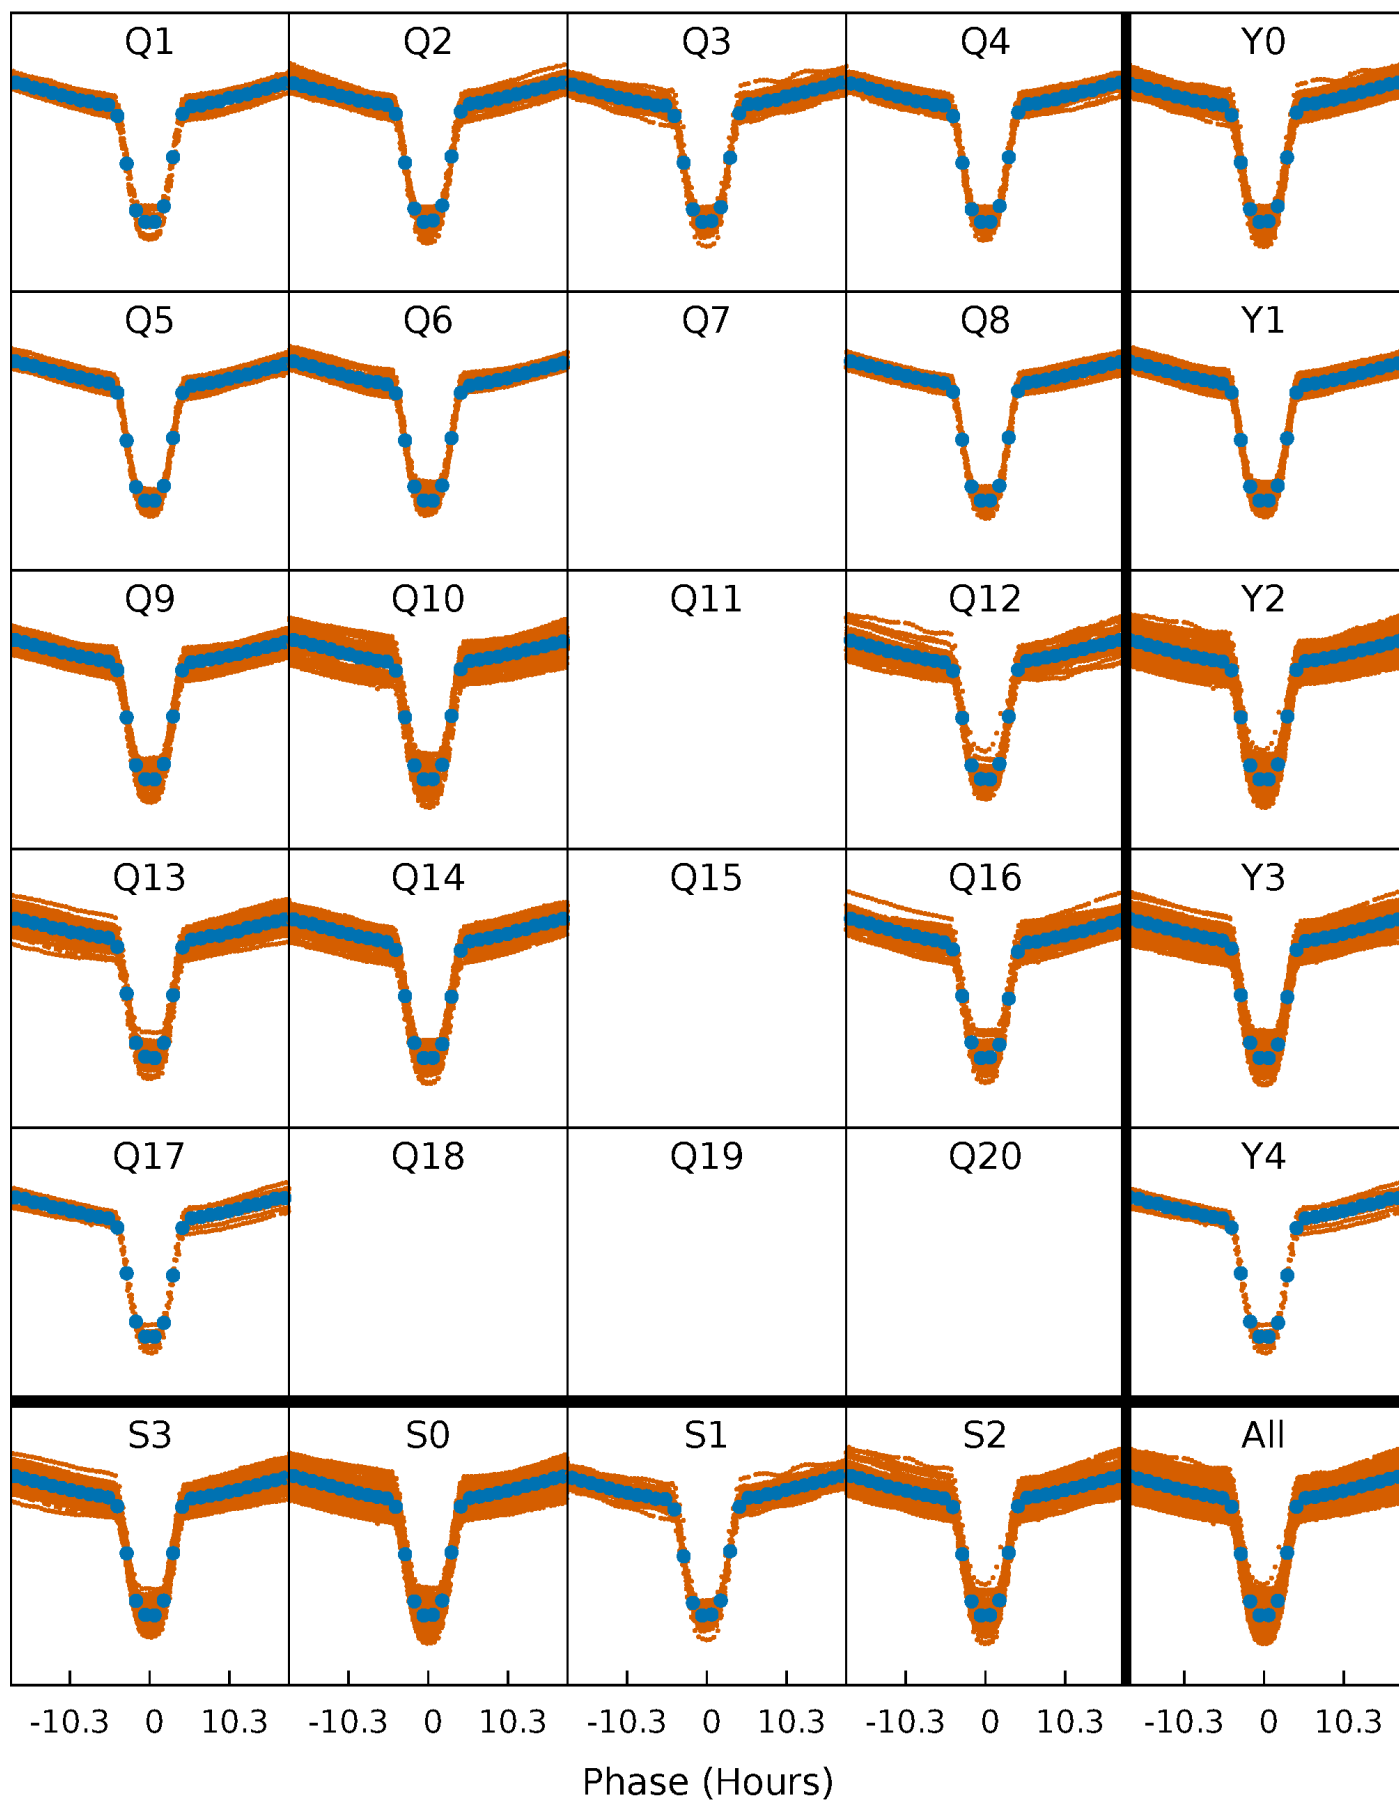 Q1 Q2 Q3 Q4 Y0
Q5 Q6 Q7 Q8 Y1
Q9 Q10 Q11 Q12 Y2
Q13 Q14 Q15 Q16 Y3
Q17 Q18 Q19 Q20 Y4
S3 S0 S1 S2 All
-10.3 0 10.3 -10.3 0 10.3 -10.3 0 10.3 -10.3 0 10.3 -10.3 0 10.3
Phase (Hours)